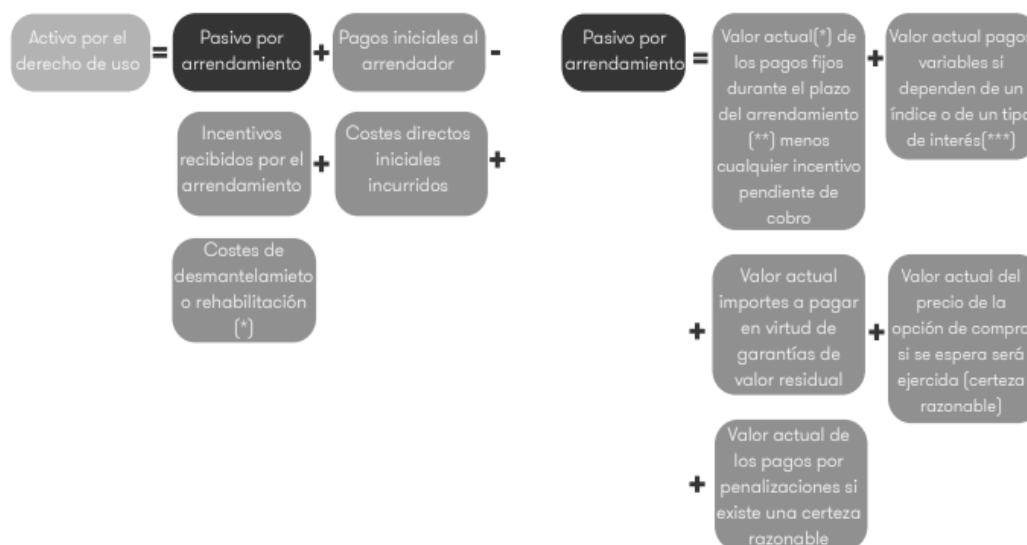 Activo por el
derecho de uso
=
Pasivo por
arrendamiento
+
Pagos iniciales al
arrendador
-
Incentivos
recibidos por el
arrendamiento
+
Costes directos
iniciales
incurridos
+
Costes de
desmantelamieto
o rehabilitación
(*)
Pasivo por
arrendamiento
=
Valor actual(*) de
los pagos fijos
durante el plazo
del arrendamiento
(**) menos
cualquier incentivo
pendiente de
cobro
+
Valor actual pagos
variables si
dependen de un
índice o de un tipo
de interés(***)
+
Valor actual
importes a pagar
en virtud de
garantías de
valor residual
+
Valor actual del
precio de la
opción de compra
si se espera será
ejercida (certeza
razonable)
+
Valor actual de
los pagos por
penalizaciones si
existe una certeza
razonable